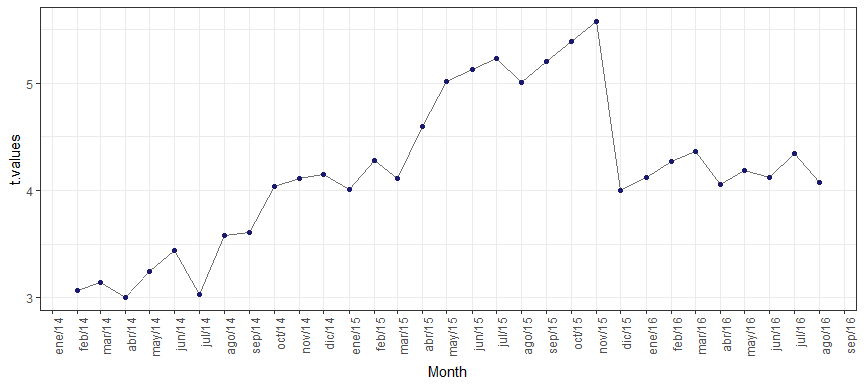 t.values
5
4
3
ene/14
feb/14
mar/14
abr/14
may/14
jun/14
jul/14
ago/14
sep/14
oct/14
nov/14
dic/14
ene/15
feb/15
mar/15
abr/15
may/15
jun/15
jul/15
ago/15
sep/15
oct/15
nov/15
dic/15
ene/16
feb/16
mar/16
abr/16
may/16
jun/16
jul/16
ago/16
sep/16
Month